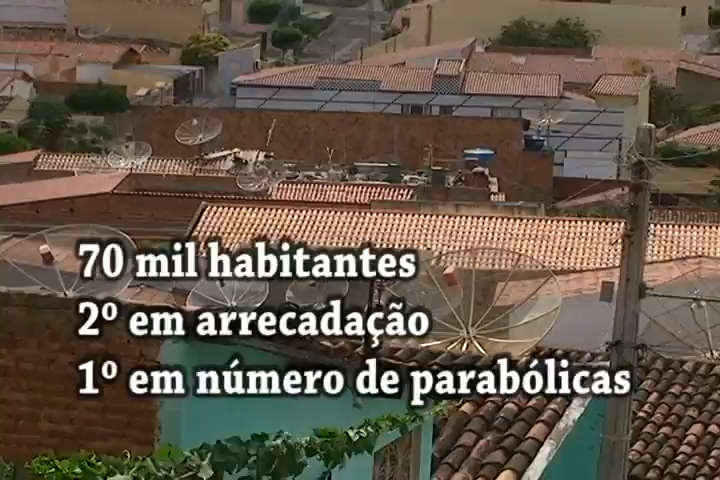 70 mil habitantes
2º em arrecadação
1º em número de parabólicas